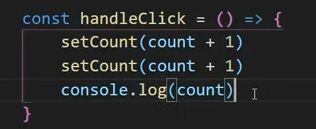 const handleClick = () => {
setCount(count + 1)
setCount(count + 1)
console.log(count)
}